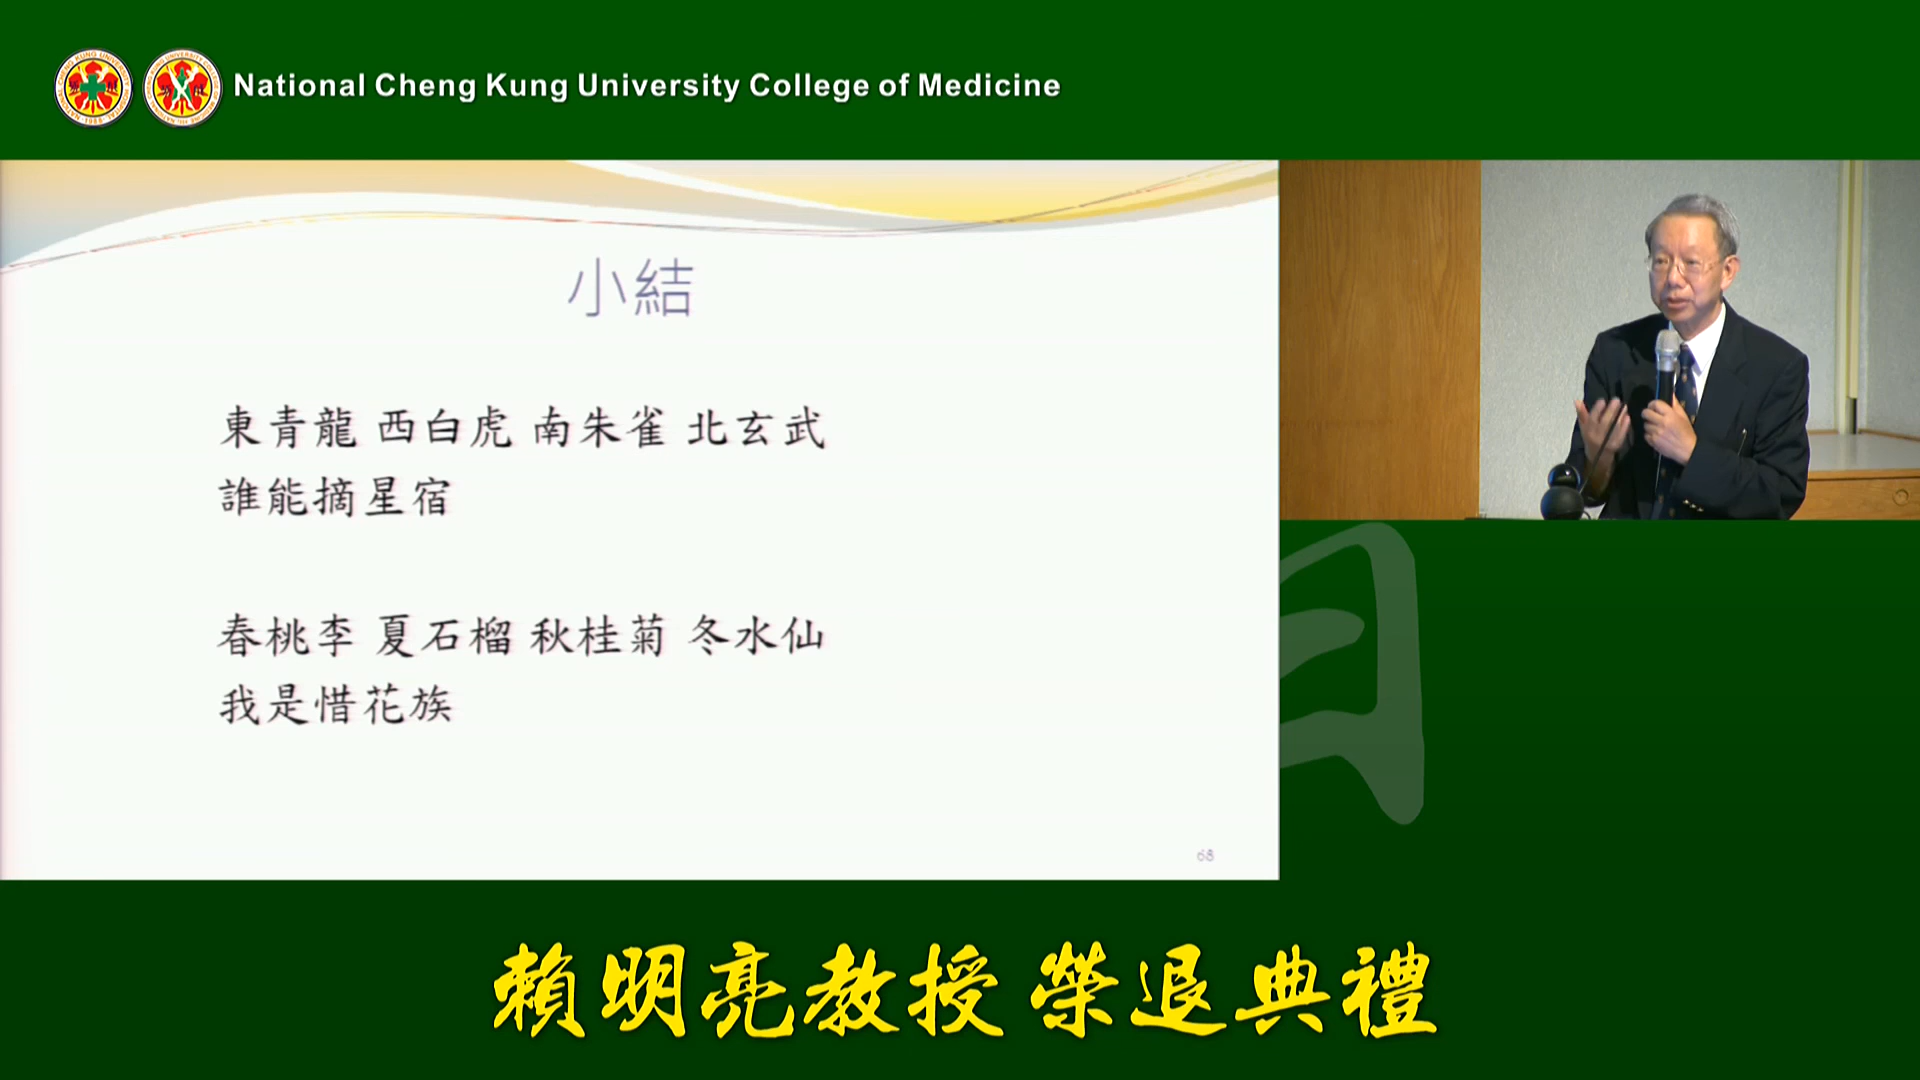 National Cheng Kung University College of Medicine
小結
東青龍 西白虎 南朱雀 北玄武
誰能摘星宿
春桃李 夏石榴 秋桂菊 冬水仙
我是惜花族
68
賴明亮教授 榮退典禮